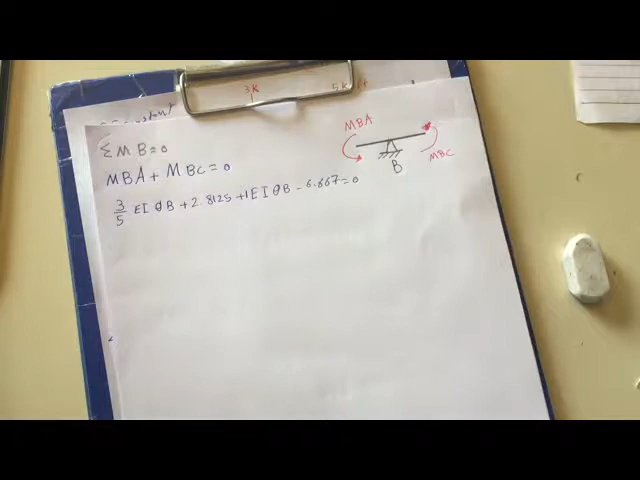 3K
5K
ΣMB=0
MBA + MBC = 0
3/5 EI θB + 2.8125 + 1EI θB - 6.667 = 0
MBA
MBC
B